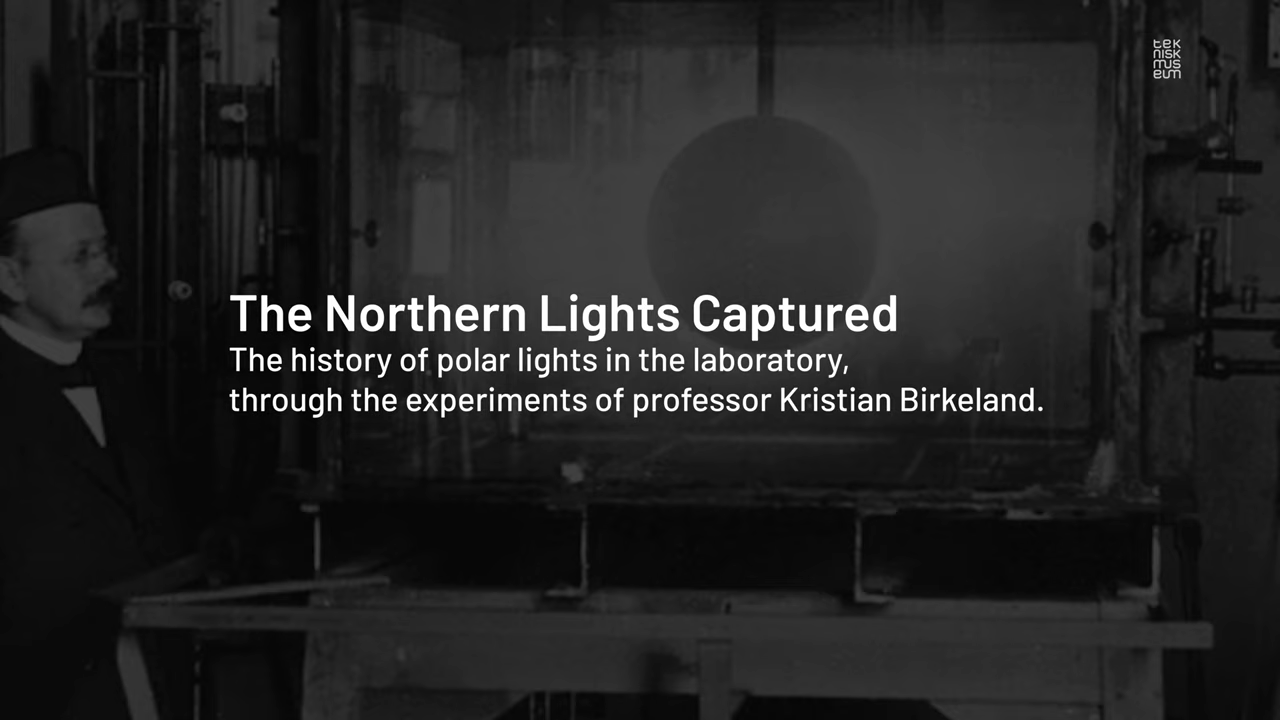 tek
nisk
mus
eum
The Northern Lights Captured
The history of polar lights in the laboratory,
through the experiments of professor Kristian Birkeland.